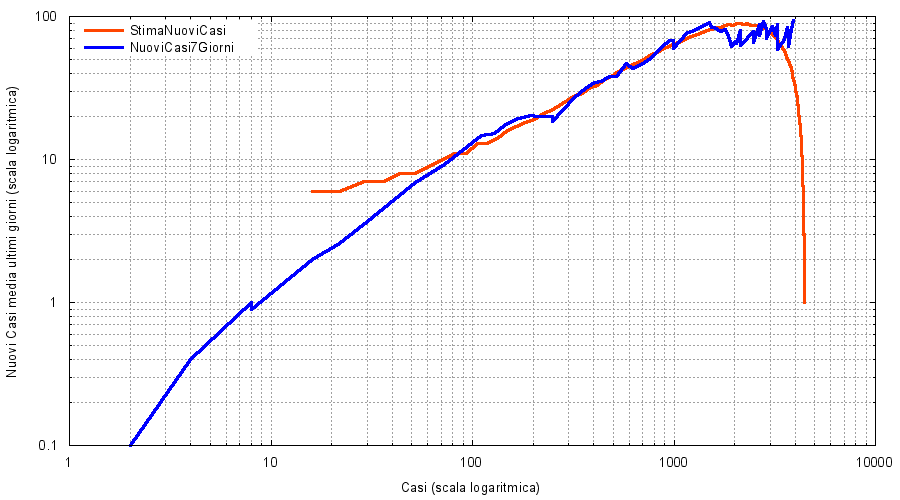 100
StimaNuoviCasi
NuoviCasi7Giorni
10
1
0.1
Nuovi Casi media ultimi giorni (scala logaritmica)
1
10
100
1000
10000
Casi (scala logaritmica)